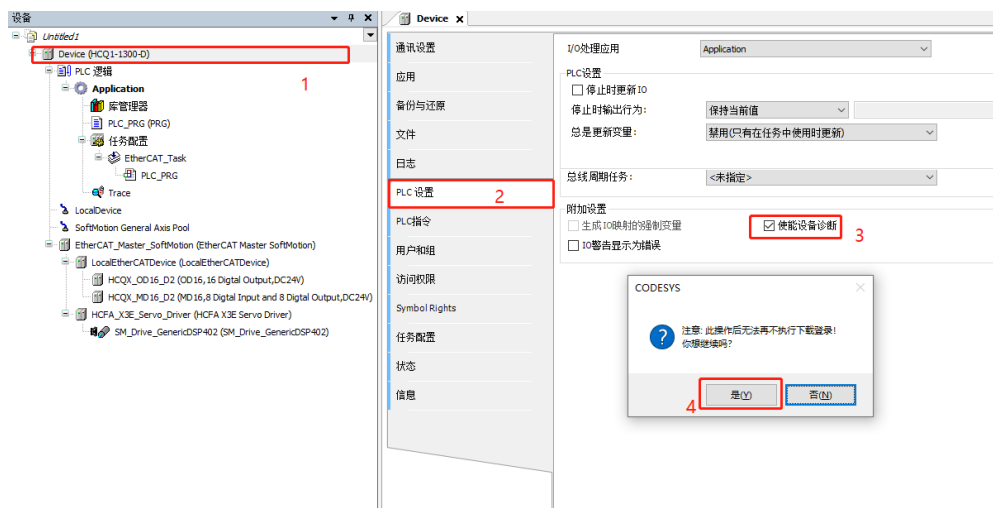 设备
Untitled1
Device (HCQ1-1300-D)
1
PLC 逻辑
Application
库管理器
PLC_PRG (PRG)
任务配置
EtherCAT_Task
PLC_PRG
Trace
LocalDevice
SoftMotion General Axis Pool
EtherCAT_Master_SoftMotion (EtherCAT Master SoftMotion)
LocalEtherCATDevice (LocalEtherCATDevice)
HCQX_OD16_D2 (OD16,16 Digtal Output,DC24V)
HCQX_MD16_D2 (MD16,8 Digtal Input and 8 Digtal Output,DC24V)
HCFA_X3E_Servo_Driver (HCFA X3E Servo Driver)
SM_Drive_GenericDSP402 (SM_Drive_GenericDSP402)
Device
通讯设置
应用
备份与还原
文件
日志
PLC 设置
2
PLC指令
用户和组
访问权限
Symbol Rights
任务配置
状态
信息
I/O处理应用 Application
PLC设置
停止时更新IO
停止时输出行为: 保持当前值
总是更新变量: 禁用(只有在任务中使用时更新)
总线周期任务: <未指定>
附加设置
生成IO映射的强制变量 使能设备诊断 3
IO警告显示为错误
CODESYS
注意: 此操作后无法再不执行下载登录!
你想继续吗?
4 是(Y) 否(N)